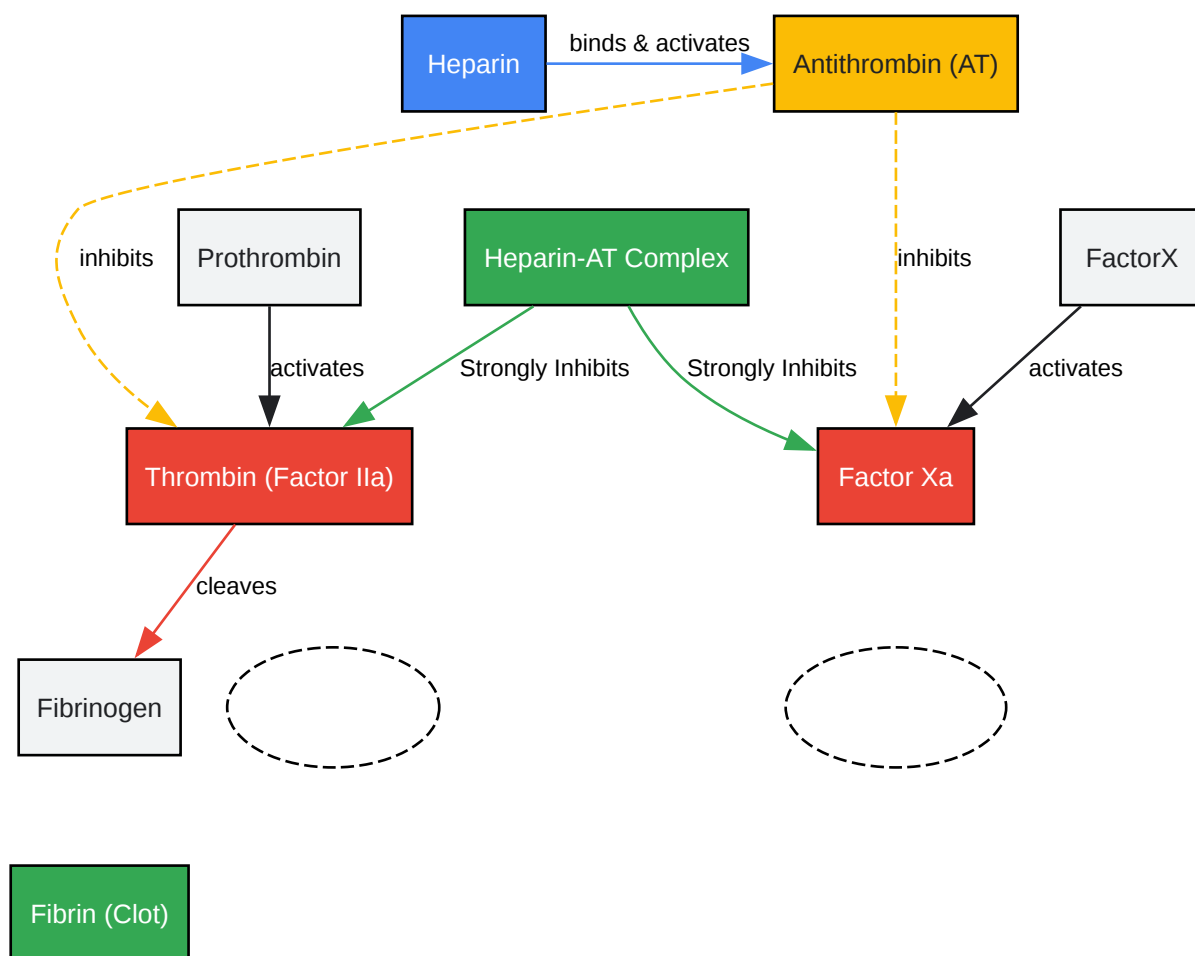 Heparin
binds & activates
Antithrombin (AT)
inhibits
Prothrombin
Heparin-AT Complex
inhibits
FactorX
activates
Strongly Inhibits
Strongly Inhibits
activates
Thrombin (Factor IIa)
Factor Xa
cleaves
Fibrinogen
Fibrin (Clot)